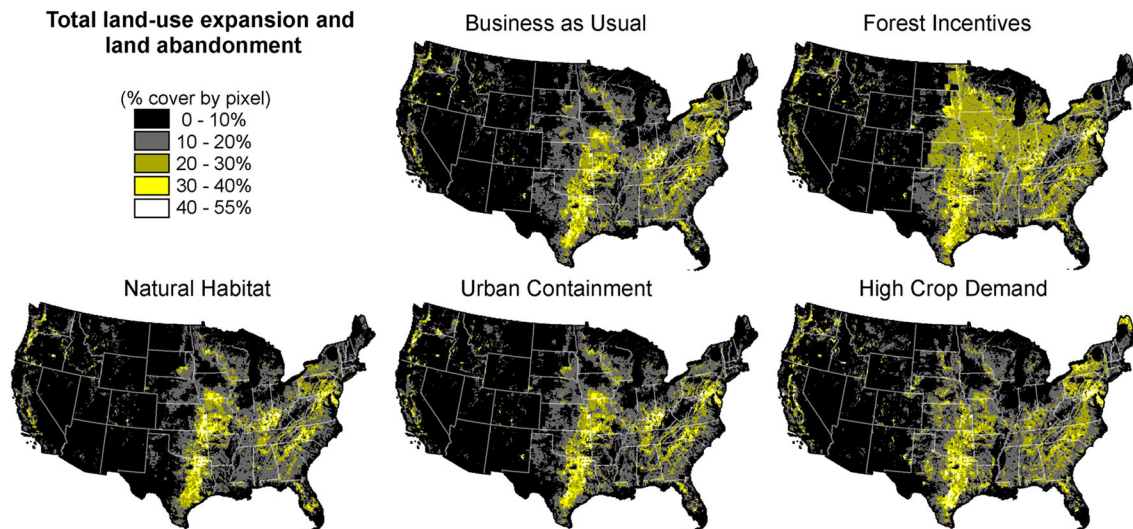 Total land-use expansion and
land abandonment
(% cover by pixel)
0 - 10%
10 - 20%
20 - 30%
30 - 40%
40 - 55%
Business as Usual
Forest Incentives
Natural Habitat
Urban Containment
High Crop Demand